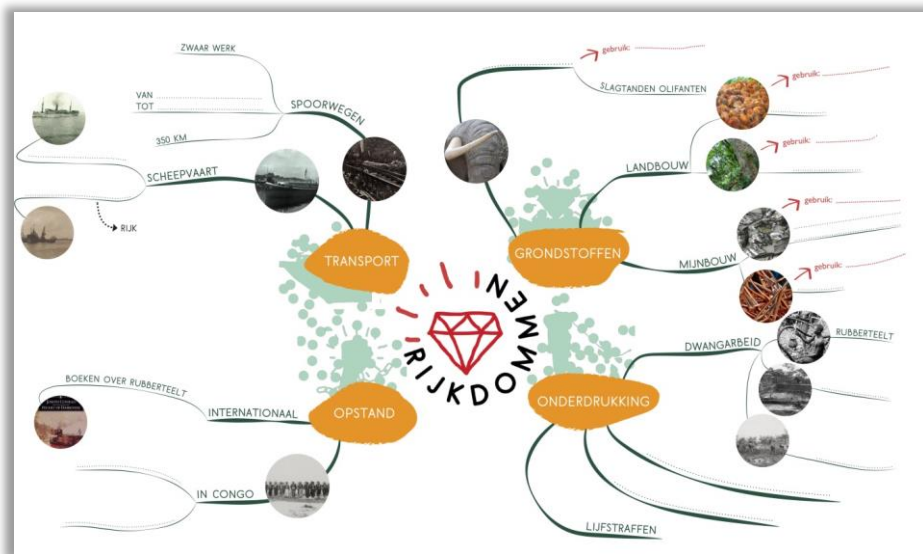 ZWAAR WERK
VAN
TOT
SPOORWEGEN
350 KM
SCHEEPVAART
RIJK
TRANSPORT
gebruik:
SLAGTANDEN OLIFANTEN
gebruik:
LANDBOUW
gebruik:
GRONDSTOFFEN
gebruik:
MIJNBOUW
gebruik:
RIJKDOMMEN
DWANGARBEID
RUBBERTEELT
BOEKEN OVER RUBBERTEELT
INTERNATIONAAL
OPSTAND
ONDERDRUKKING
IN CONGO
LIJFSTRAFFEN